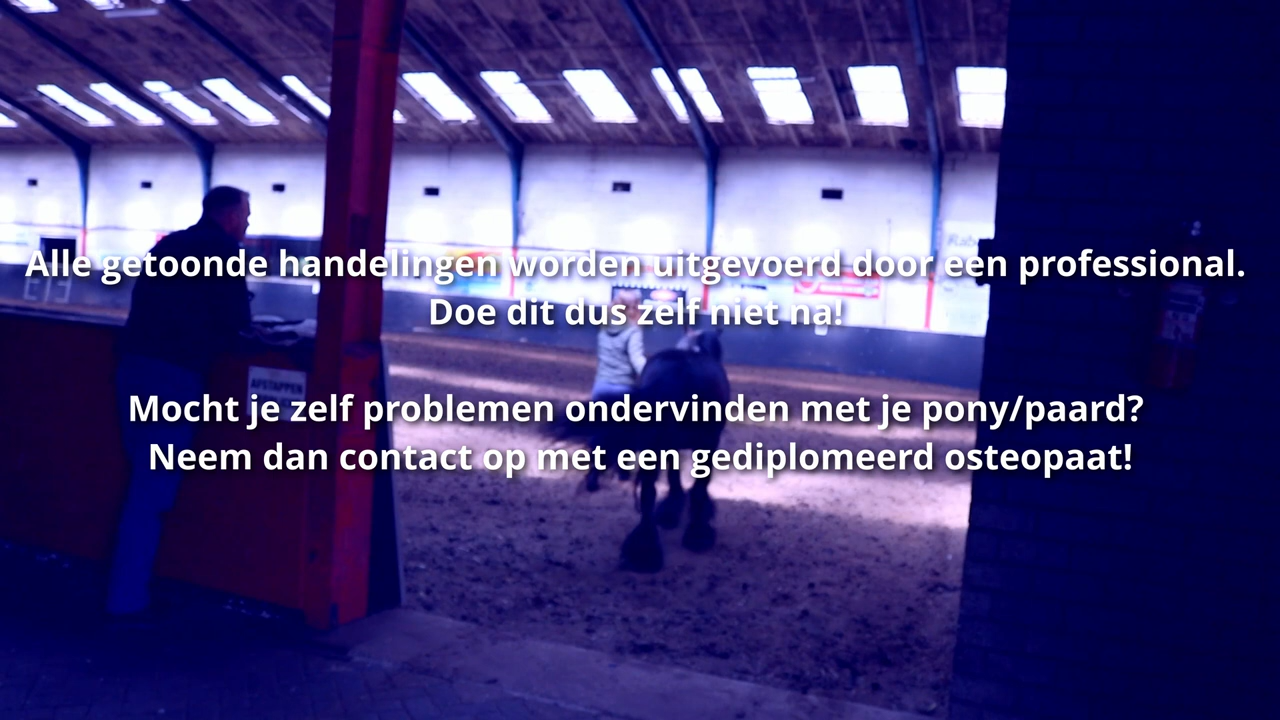 Alle getoonde handelingen worden uitgevoerd door een professional.
Doe dit dus zelf niet na!
Mocht je zelf problemen ondervinden met je pony/paard?
Neem dan contact op met een gediplomeerd osteopaat!
AFSTAPPEN